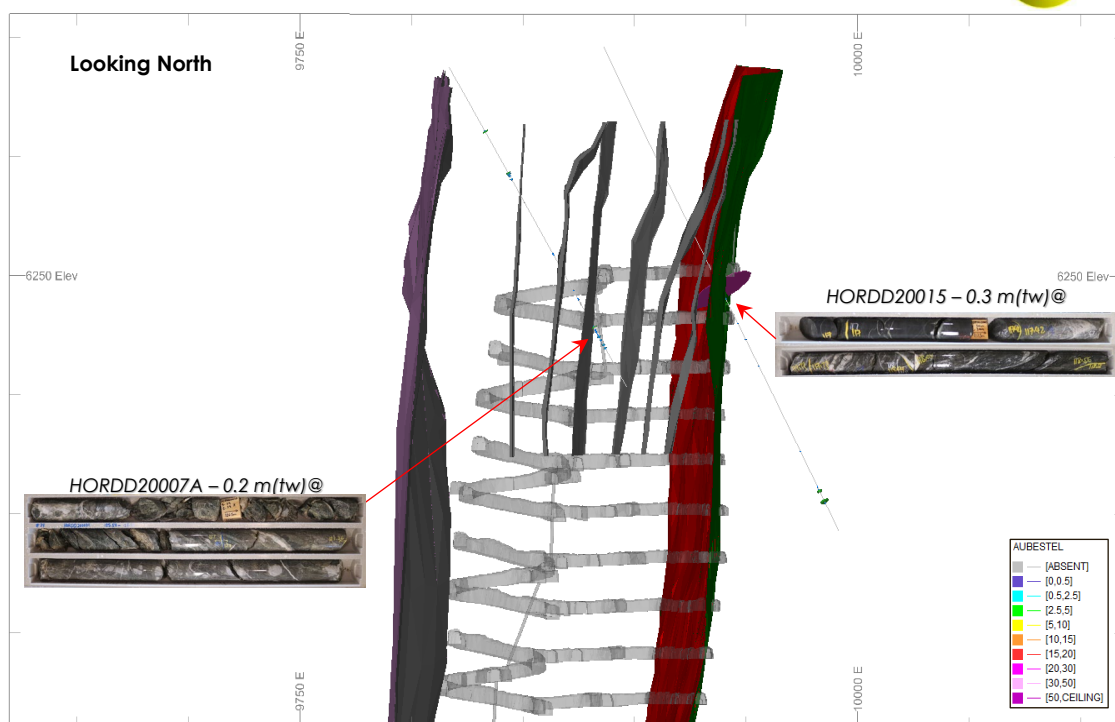 9750 E
10000 E
Looking North
6250 Elev
6250 Elev
HORDD20015 – 0.3 m(tw)@
HORDD20007A – 0.2 m(tw)@
AUBESTEL
[ABSENT]
[0,0.5]
[0.5,2.5]
[2.5,5]
[5,10]
[10,15]
[15,20]
[20,30]
[30,50]
[50,CEILING]
9750 E
10000 E